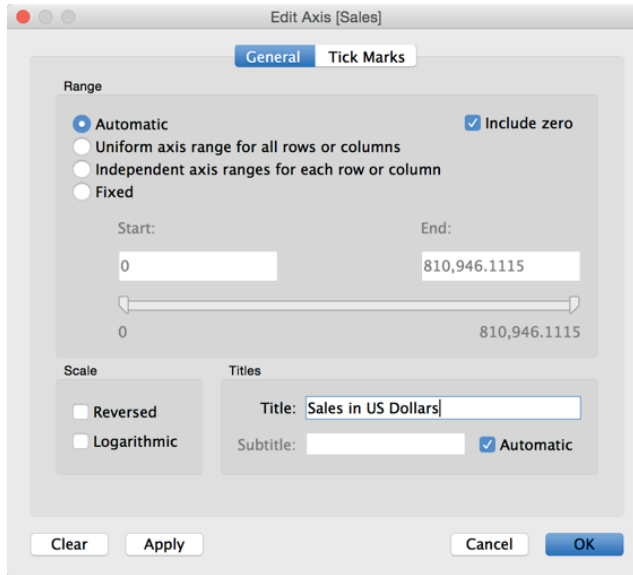 Edit Axis [Sales]
General Tick Marks
Range
Automatic Include zero
Uniform axis range for all rows or columns
Independent axis ranges for each row or column
Fixed
Start: End:
0 810,946.1115
0 810,946.1115
Scale Titles
Reversed Title: Sales in US Dollars
Logarithmic Subtitle: Automatic
Clear Apply Cancel OK